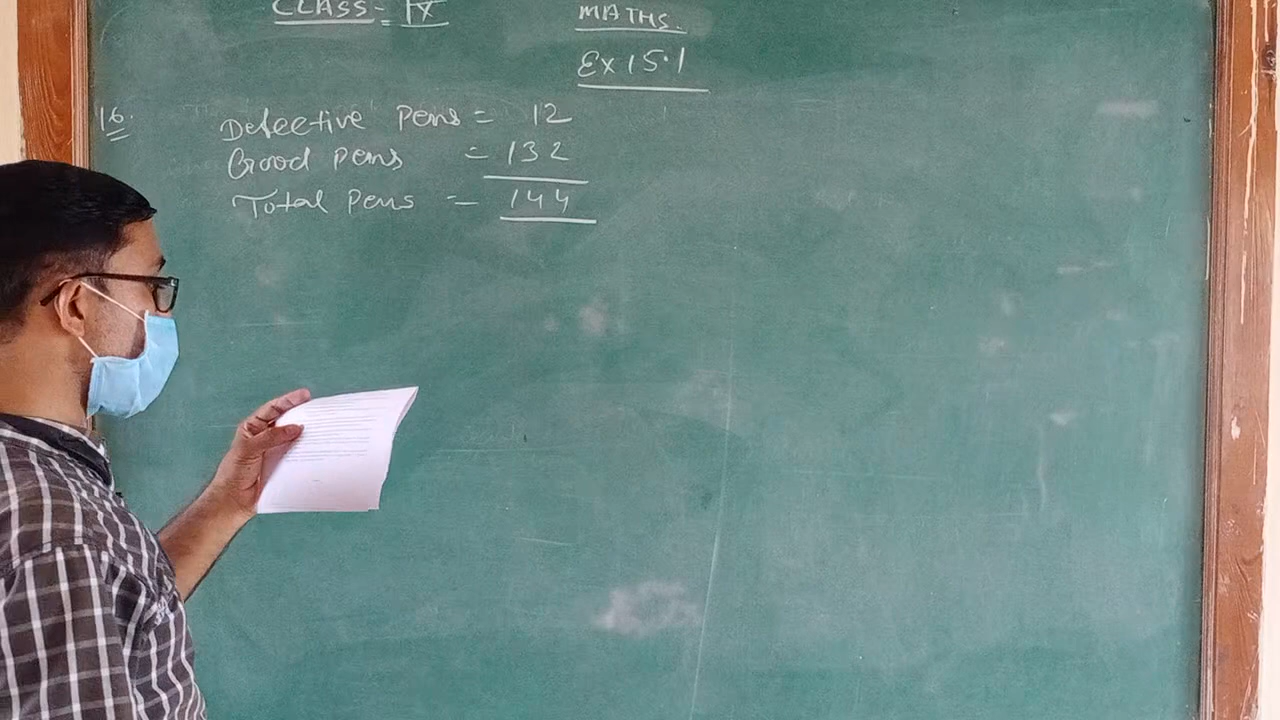 CLASS - IX
MATHS.
Ex 15.1
16.
Defective Pens = 12
Good Pens = 132
Total Pens = 144